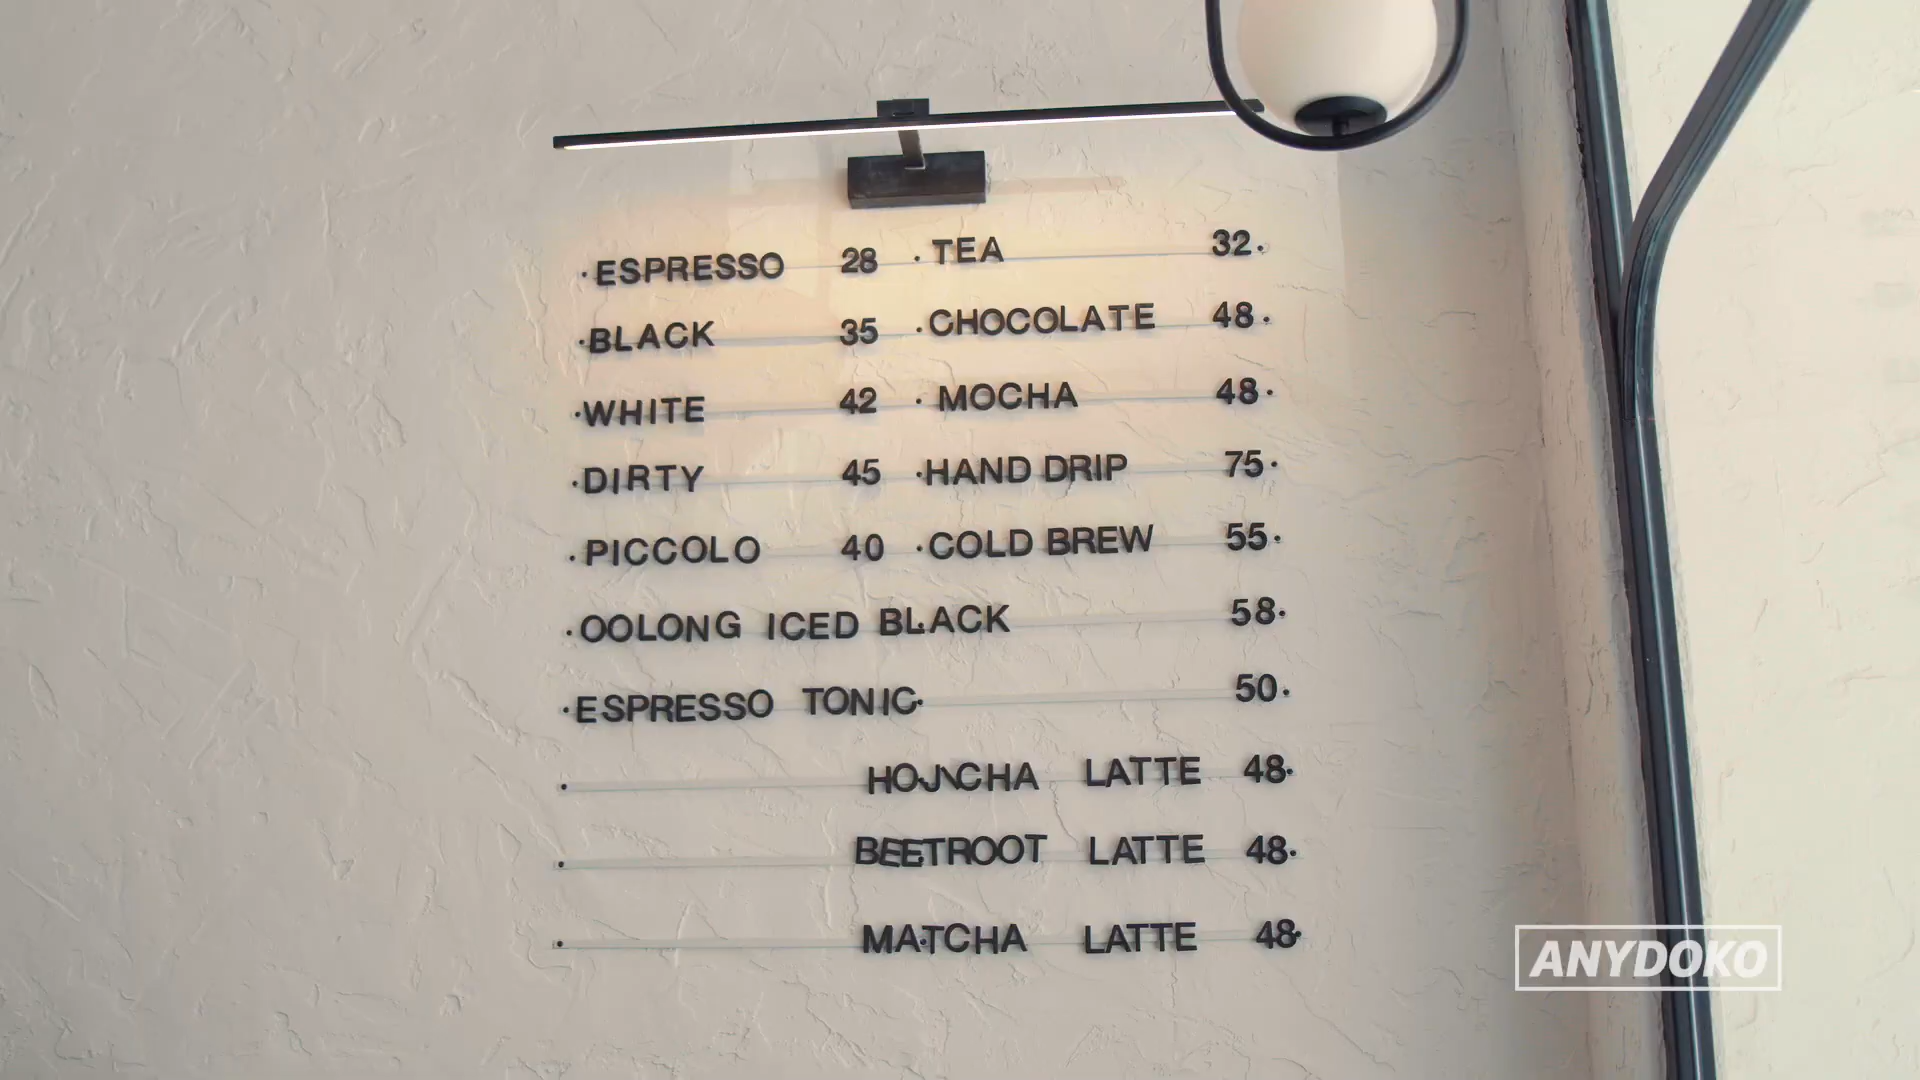 · ESPRESSO 28 · TEA 32 ·
· BLACK 35 · CHOCOLATE 48 ·
· WHITE 42 · MOCHA 48 ·
· DIRTY 45 · HAND DRIP 75 ·
· PICCOLO 40 · COLD BREW 55 ·
· OOLONG ICED BLACK 58 ·
· ESPRESSO TONIC 50 ·
HOJICHA LATTE 48 ·
BEETROOT LATTE 48 ·
MATCHA LATTE 48 ·
ANYDOKO